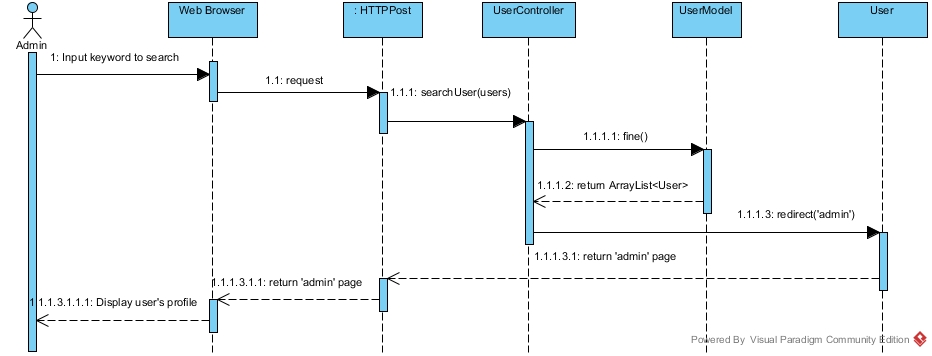 Web Browser
: HTTPPost
UserController
UserModel
User
Admin
1: Input keyword to search
1.1: request
1.1.1: searchUser(users)
1.1.1.1: fine()
1.1.1.2: return ArrayList<User>
1.1.1.3: redirect('admin')
1.1.1.3.1: return 'admin' page
1.1.1.3.1.1: return 'admin' page
1.1.1.3.1.1.1: Display user's profile
Powered By Visual Paradigm Community Edition